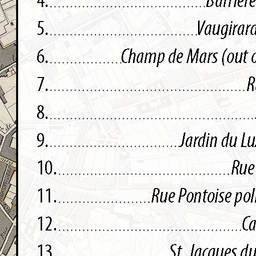 4. Barrière
5. Vaugirard
6. Champ de Mars (out o
7. R
8.
9. Jardin du Lu
10. Rue
11. Rue Pontoise pol
12. Ca
13. St. Jacques du